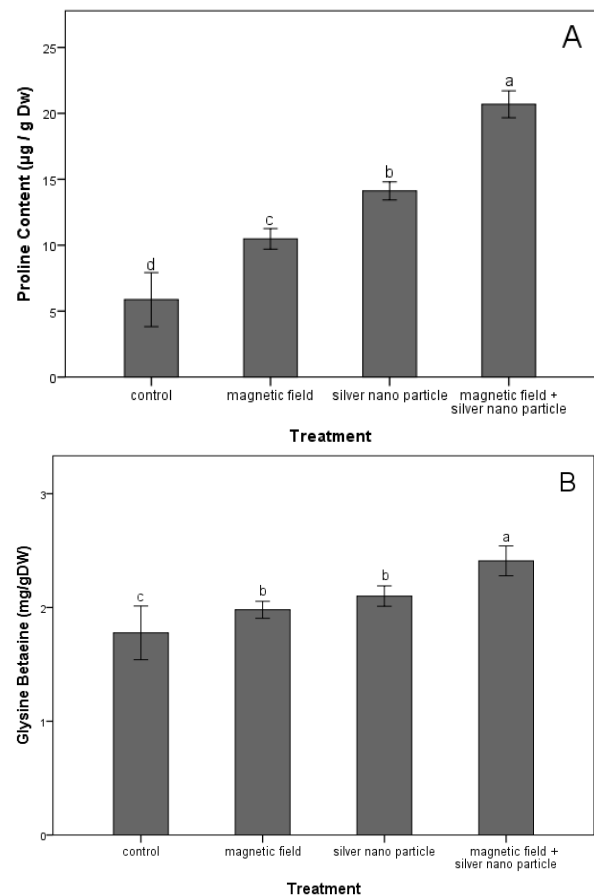 A
25
20
15
10
5
0
Proline Content (µg / g Dw)
d
c
b
a
control
magnetic field
silver nano particle
magnetic field +
silver nano particle
Treatment
B
3
2
1
0
Glysine Betaeine (mg/gDW)
c
b
b
a
control
magnetic field
silver nano particle
magnetic field +
silver nano particle
Treatment